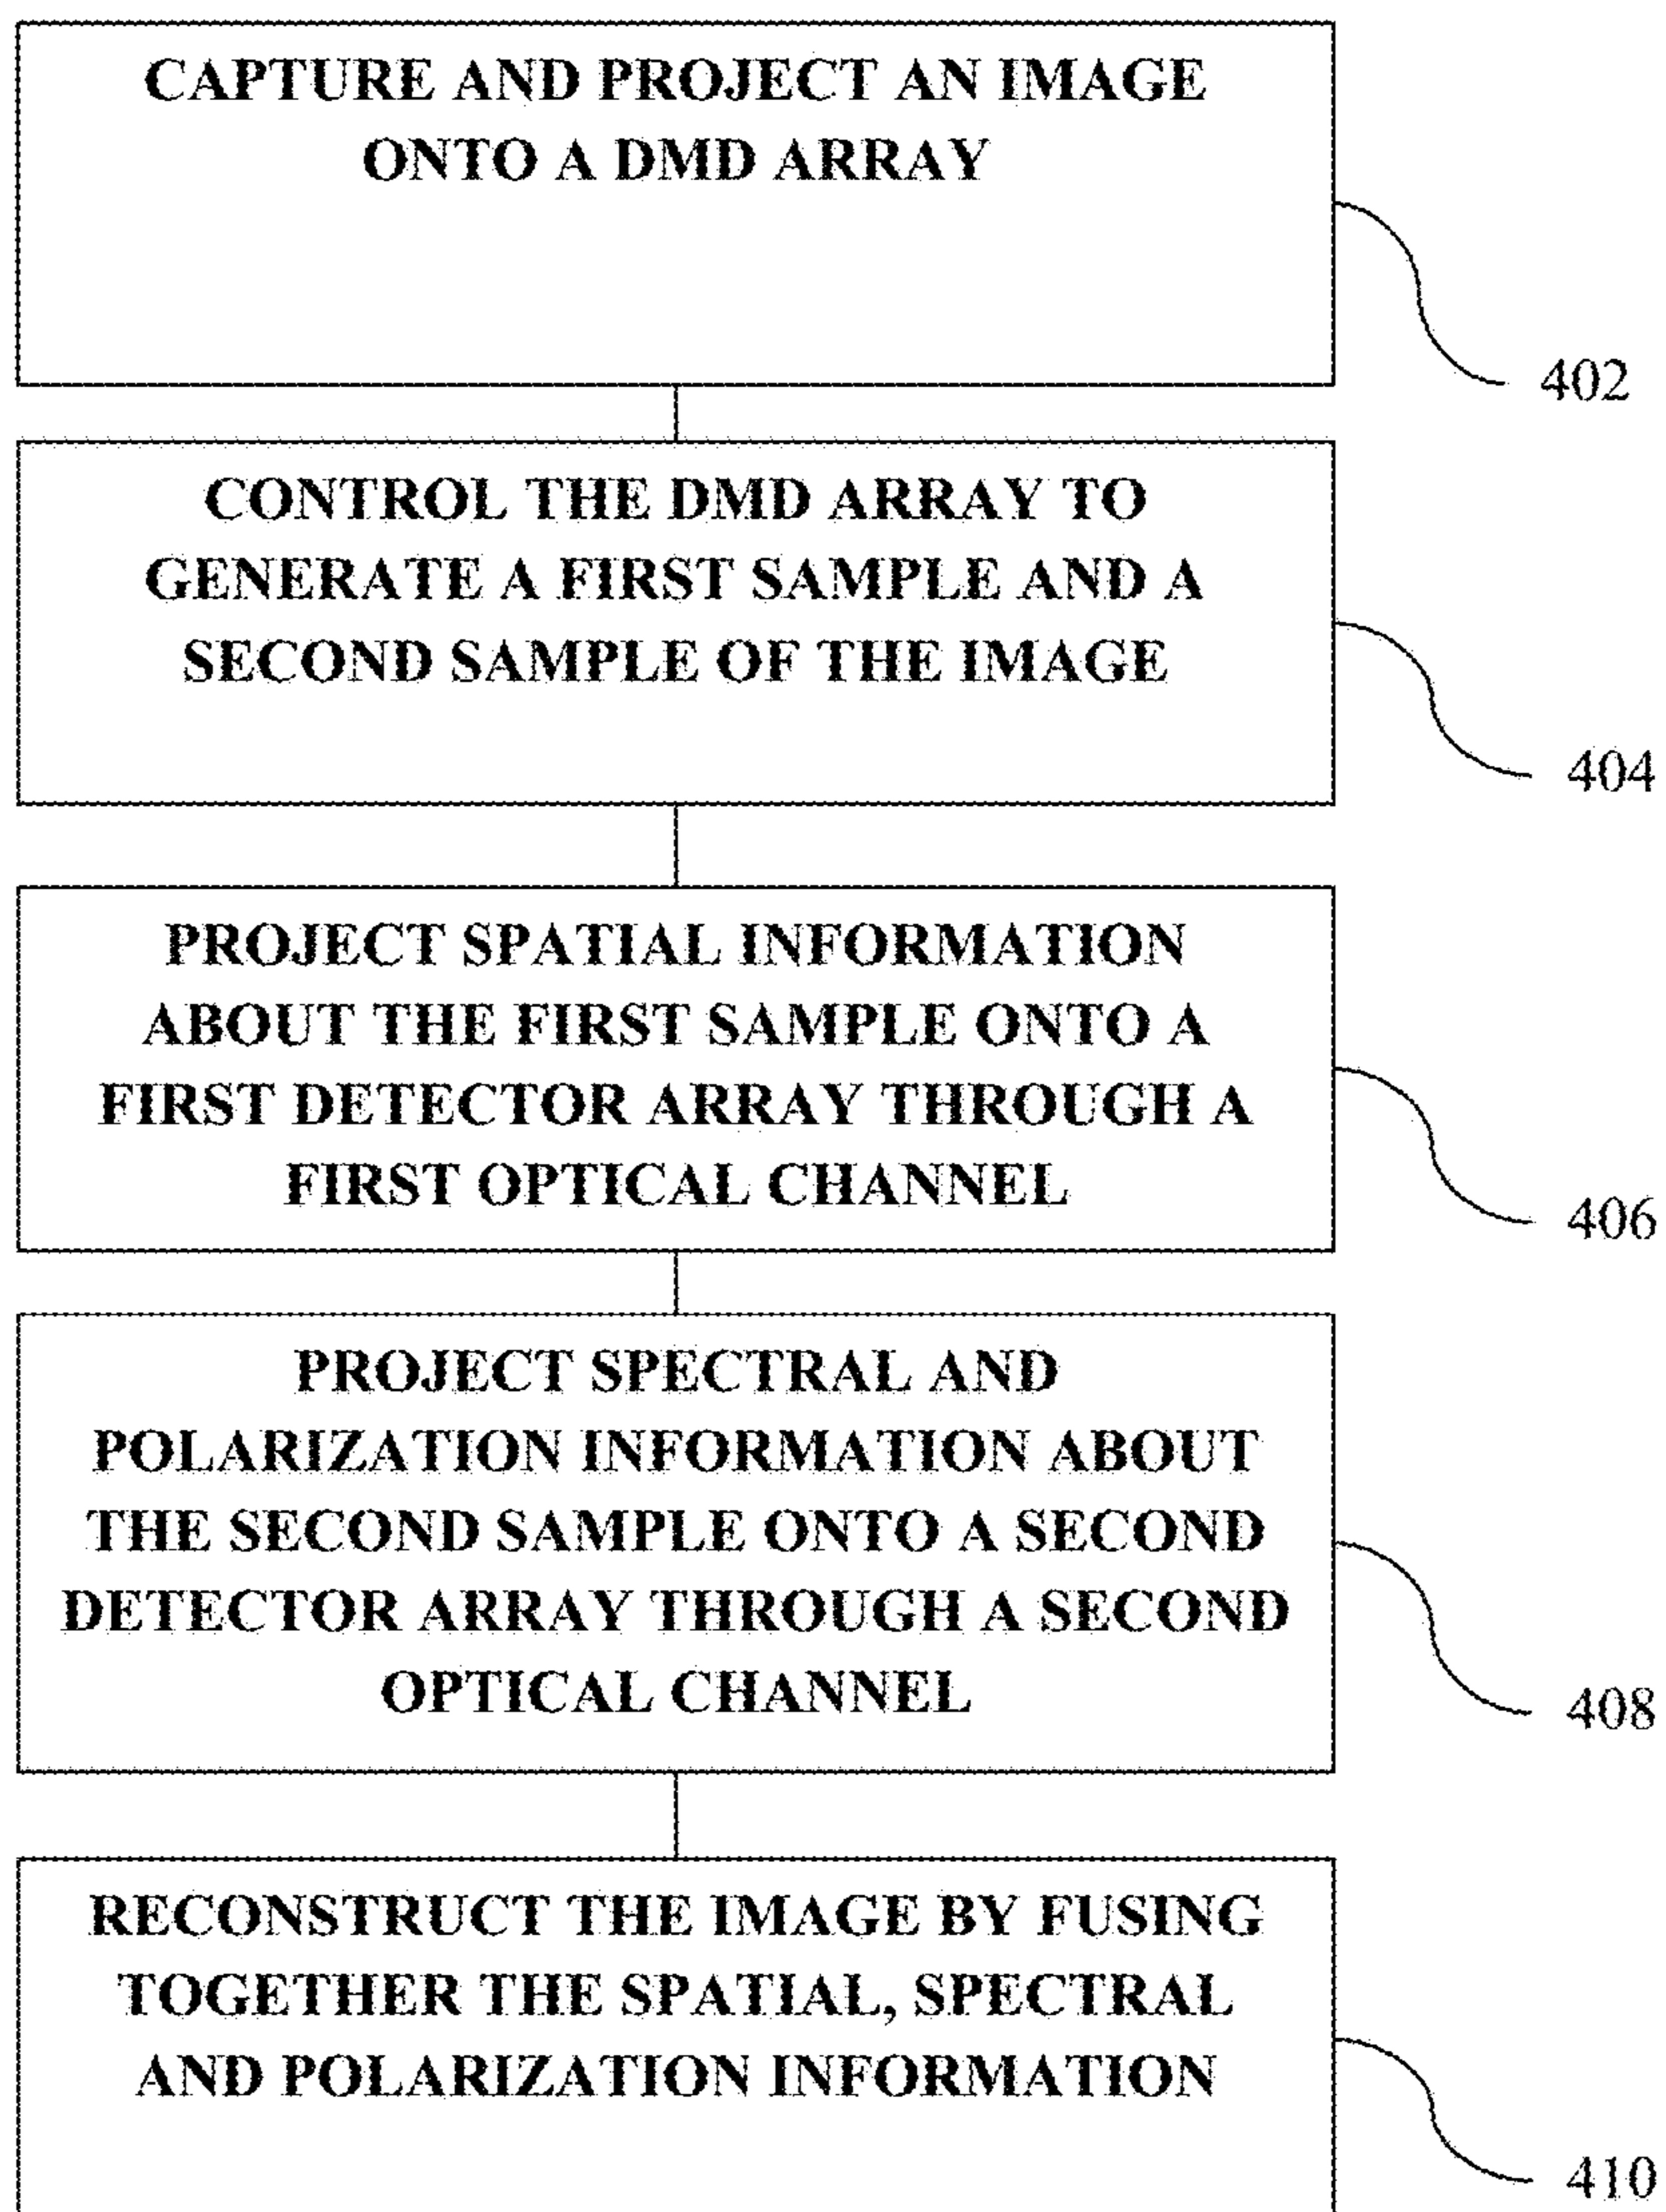 CAPTURE AND PROJECT AN IMAGE
ONTO A DMD ARRAY
402
CONTROL THE DMD ARRAY TO
GENERATE A FIRST SAMPLE AND A
SECOND SAMPLE OF THE IMAGE
404
PROJECT SPATIAL INFORMATION
ABOUT THE FIRST SAMPLE ONTO A
FIRST DETECTOR ARRAY THROUGH A
FIRST OPTICAL CHANNEL
406
PROJECT SPECTRAL AND
POLARIZATION INFORMATION ABOUT
THE SECOND SAMPLE ONTO A SECOND
DETECTOR ARRAY THROUGH A SECOND
OPTICAL CHANNEL
408
RECONSTRUCT THE IMAGE BY FUSING
TOGETHER THE SPATIAL, SPECTRAL
AND POLARIZATION INFORMATION
410